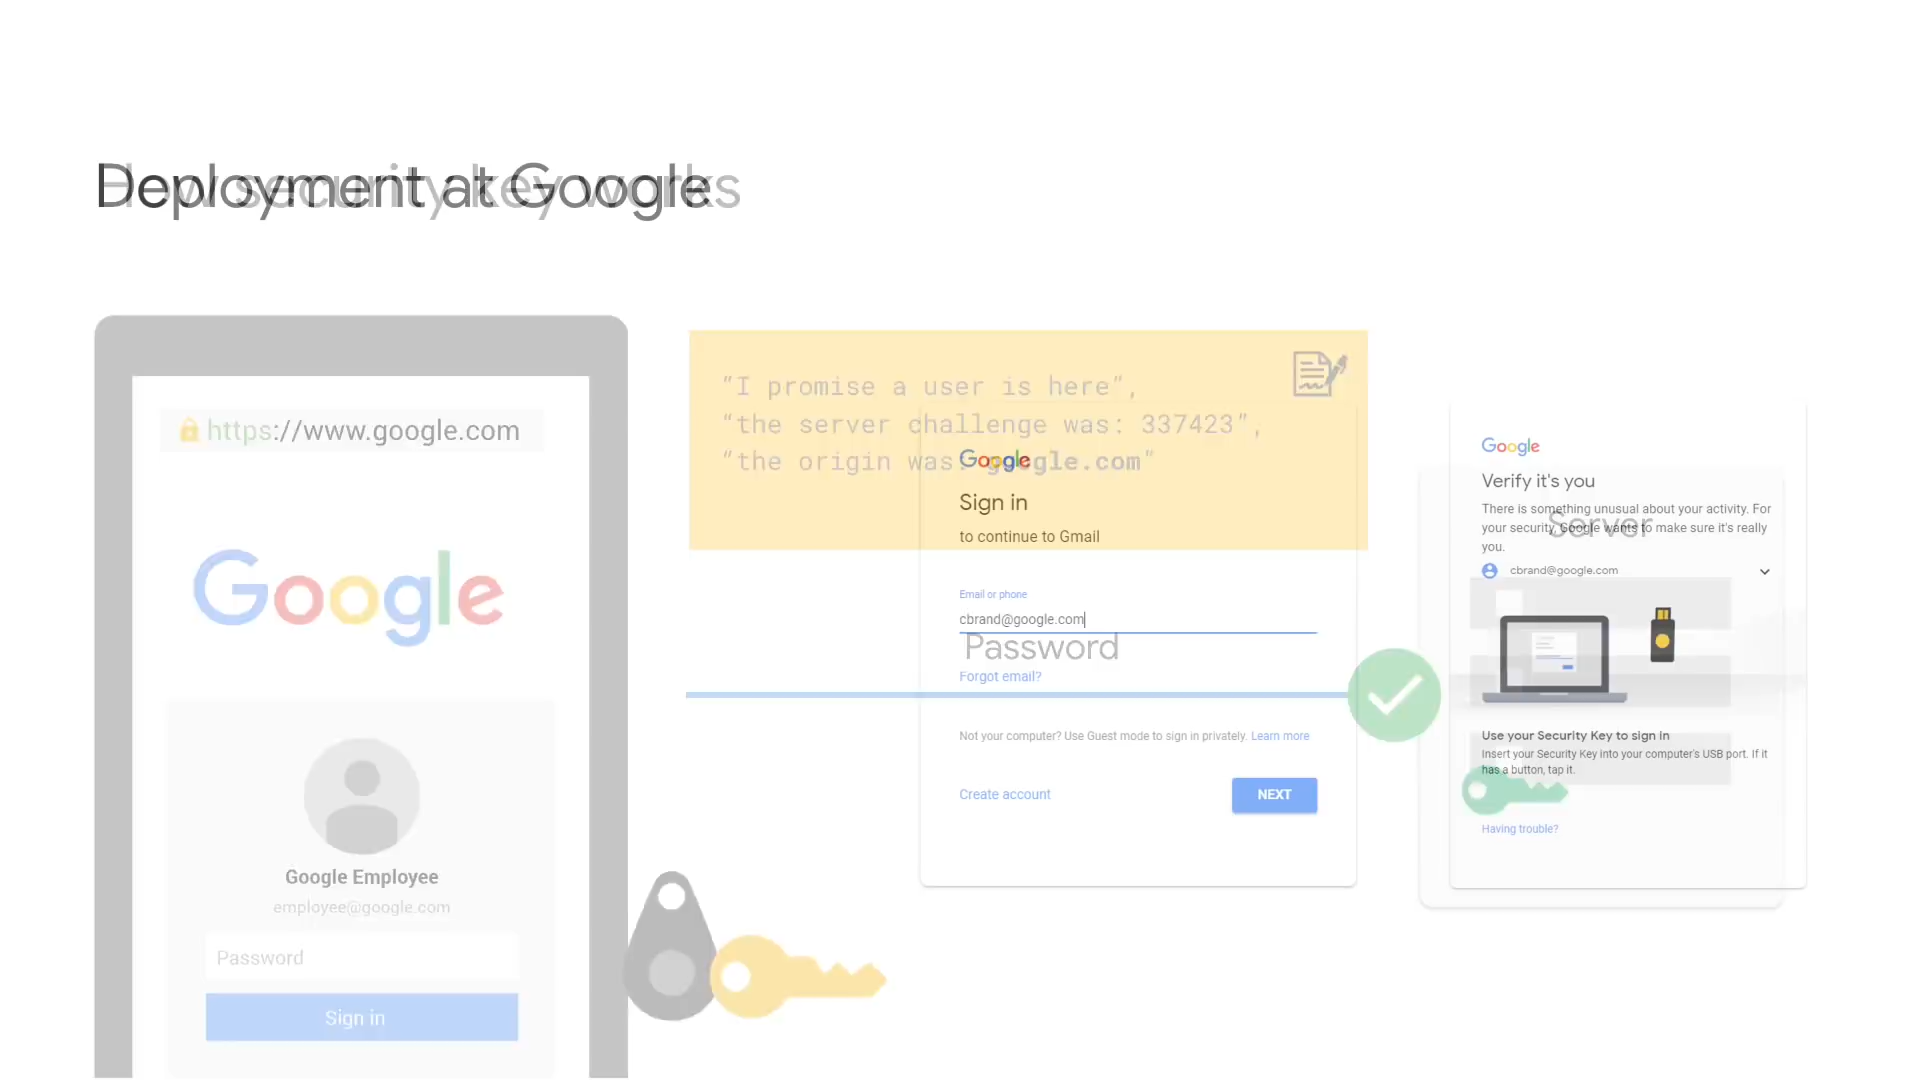 Deployment at Google
How security key works
https://www.google.com
Google
Google Employee
employee@google.com
Password
Sign in
“I promise a user is here”,
“the server challenge was: 337423”,
“the origin was: google.com”
Password
Google
Sign in
to continue to Gmail
Email or phone
cbrand@google.com
Forgot email?
Not your computer? Use Guest mode to sign in privately. Learn more
Create account
NEXT
Server
Google
Verify it's you
There is something unusual about your activity. For
your security, Google wants to make sure it's really
you.
cbrand@google.com
Use your Security Key to sign in
Insert your Security Key into your computer's USB port. If it
has a button, tap it.
Having trouble?